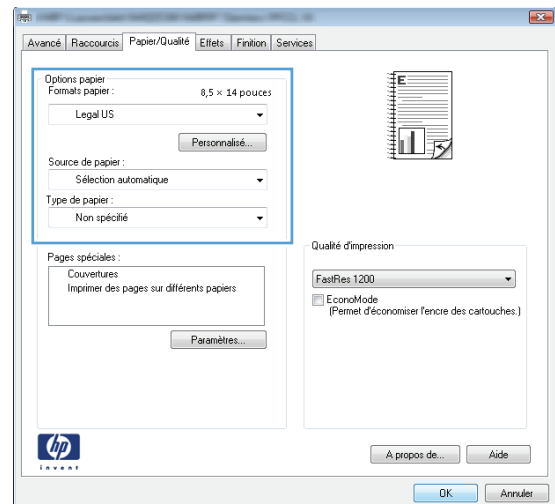 Avancé Raccourcis Papier/Qualité Effets Finition Services
Options papier
Formats papier : 8,5 × 14 pouces
Legal US
Personnalisé...
Source de papier :
Sélection automatique
Type de papier :
Non spécifié
E
Pages spéciales :
Couvertures
Imprimer des pages sur différents papiers
Paramètres...
Qualité d'impression
FastRes 1200
EconoMode
(Permet d'économiser l'encre des cartouches.)
hp
invent
A propos de... Aide
OK Annuler